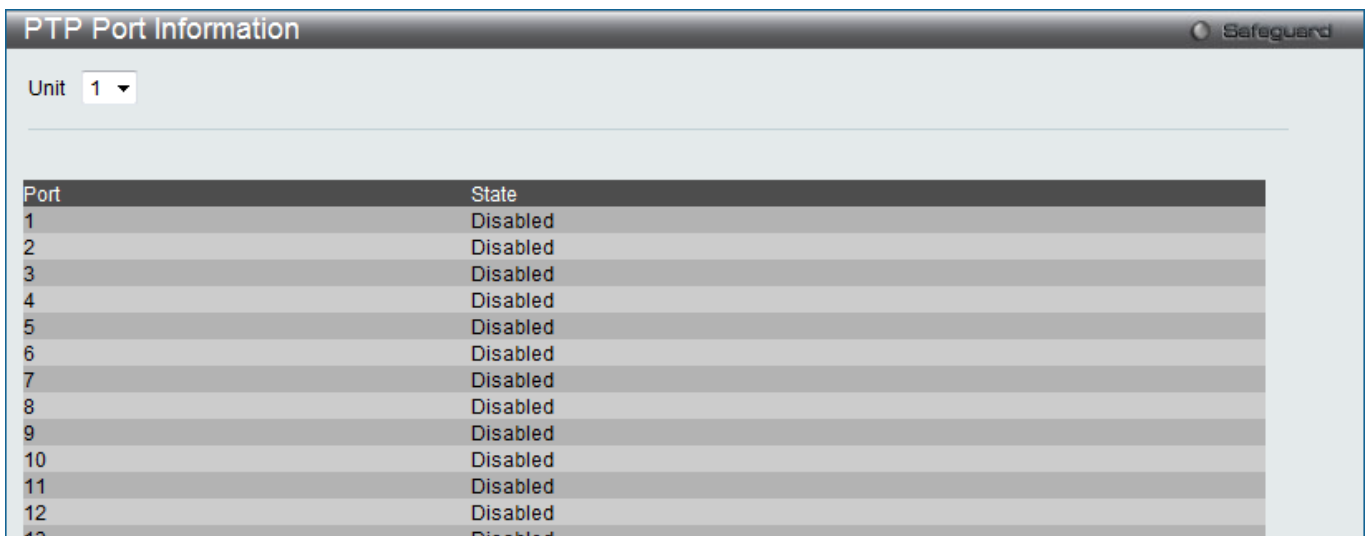 PTP Port Information
Safeguard
Unit 1
Port State
1 Disabled
2 Disabled
3 Disabled
4 Disabled
5 Disabled
6 Disabled
7 Disabled
8 Disabled
9 Disabled
10 Disabled
11 Disabled
12 Disabled